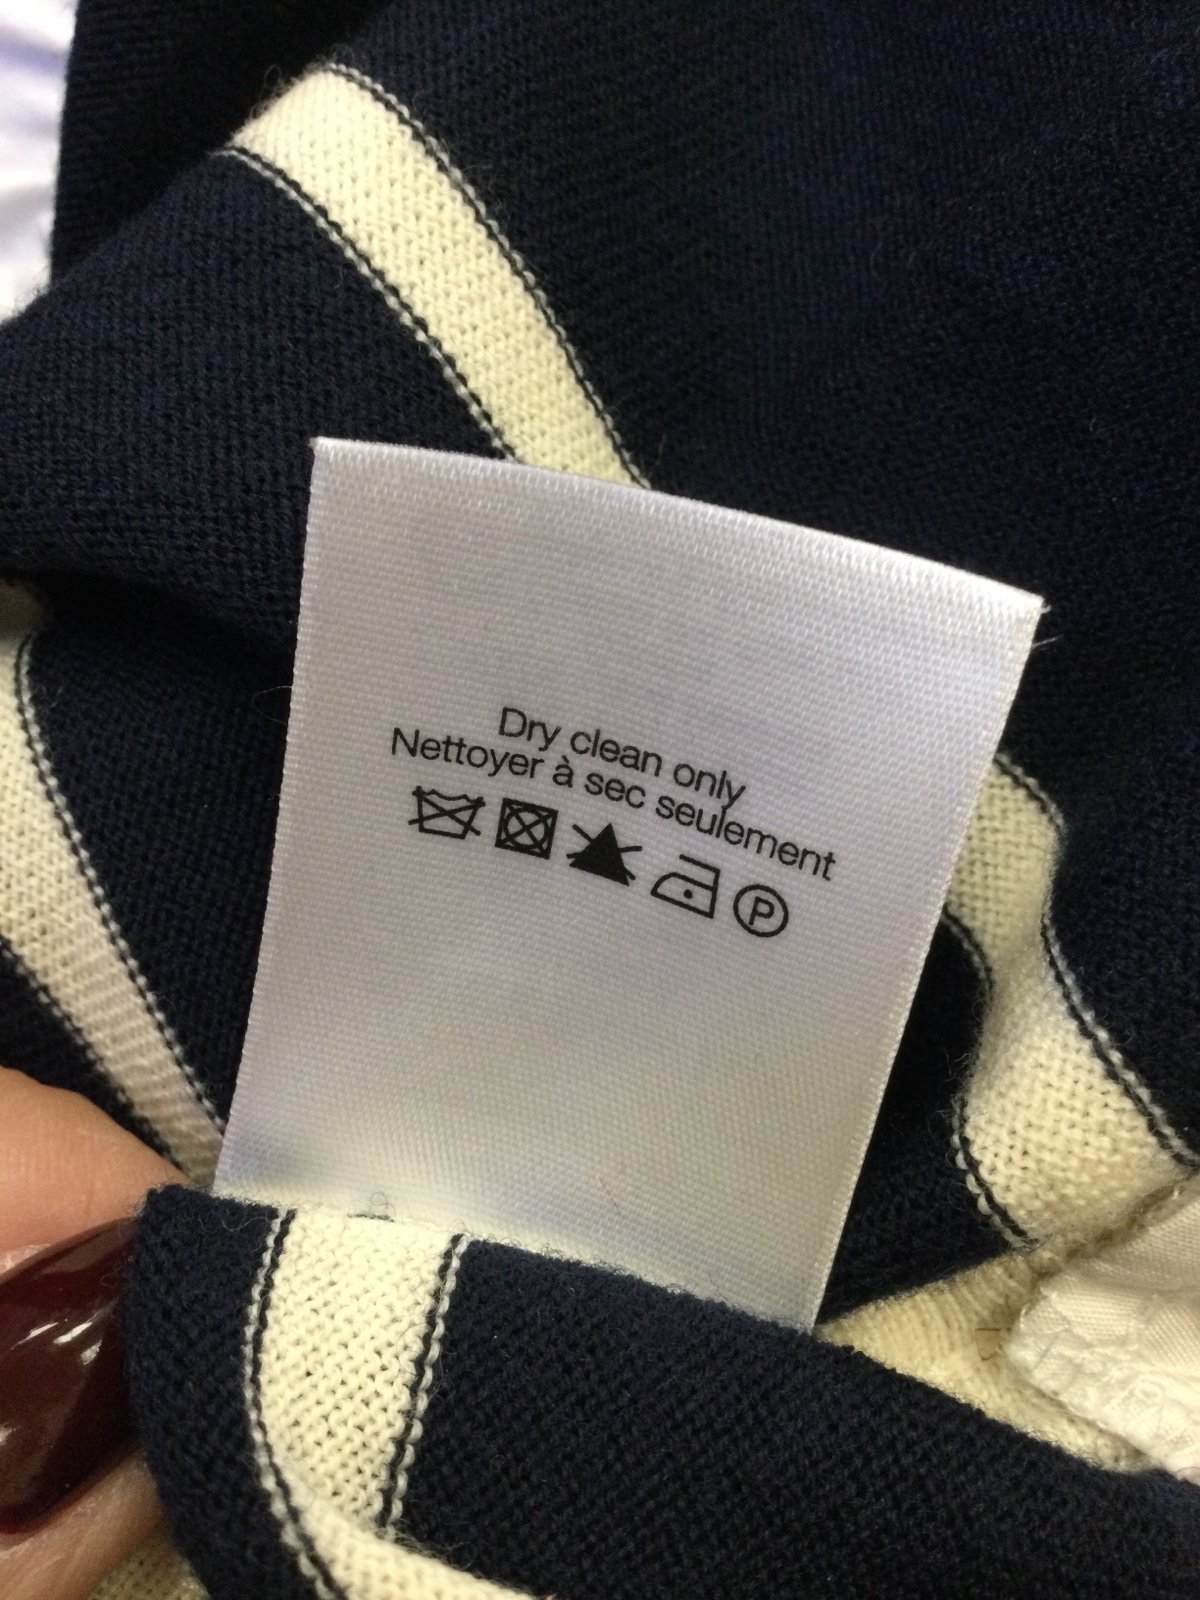 Dry clean only
Nettoyer à sec seulement
P